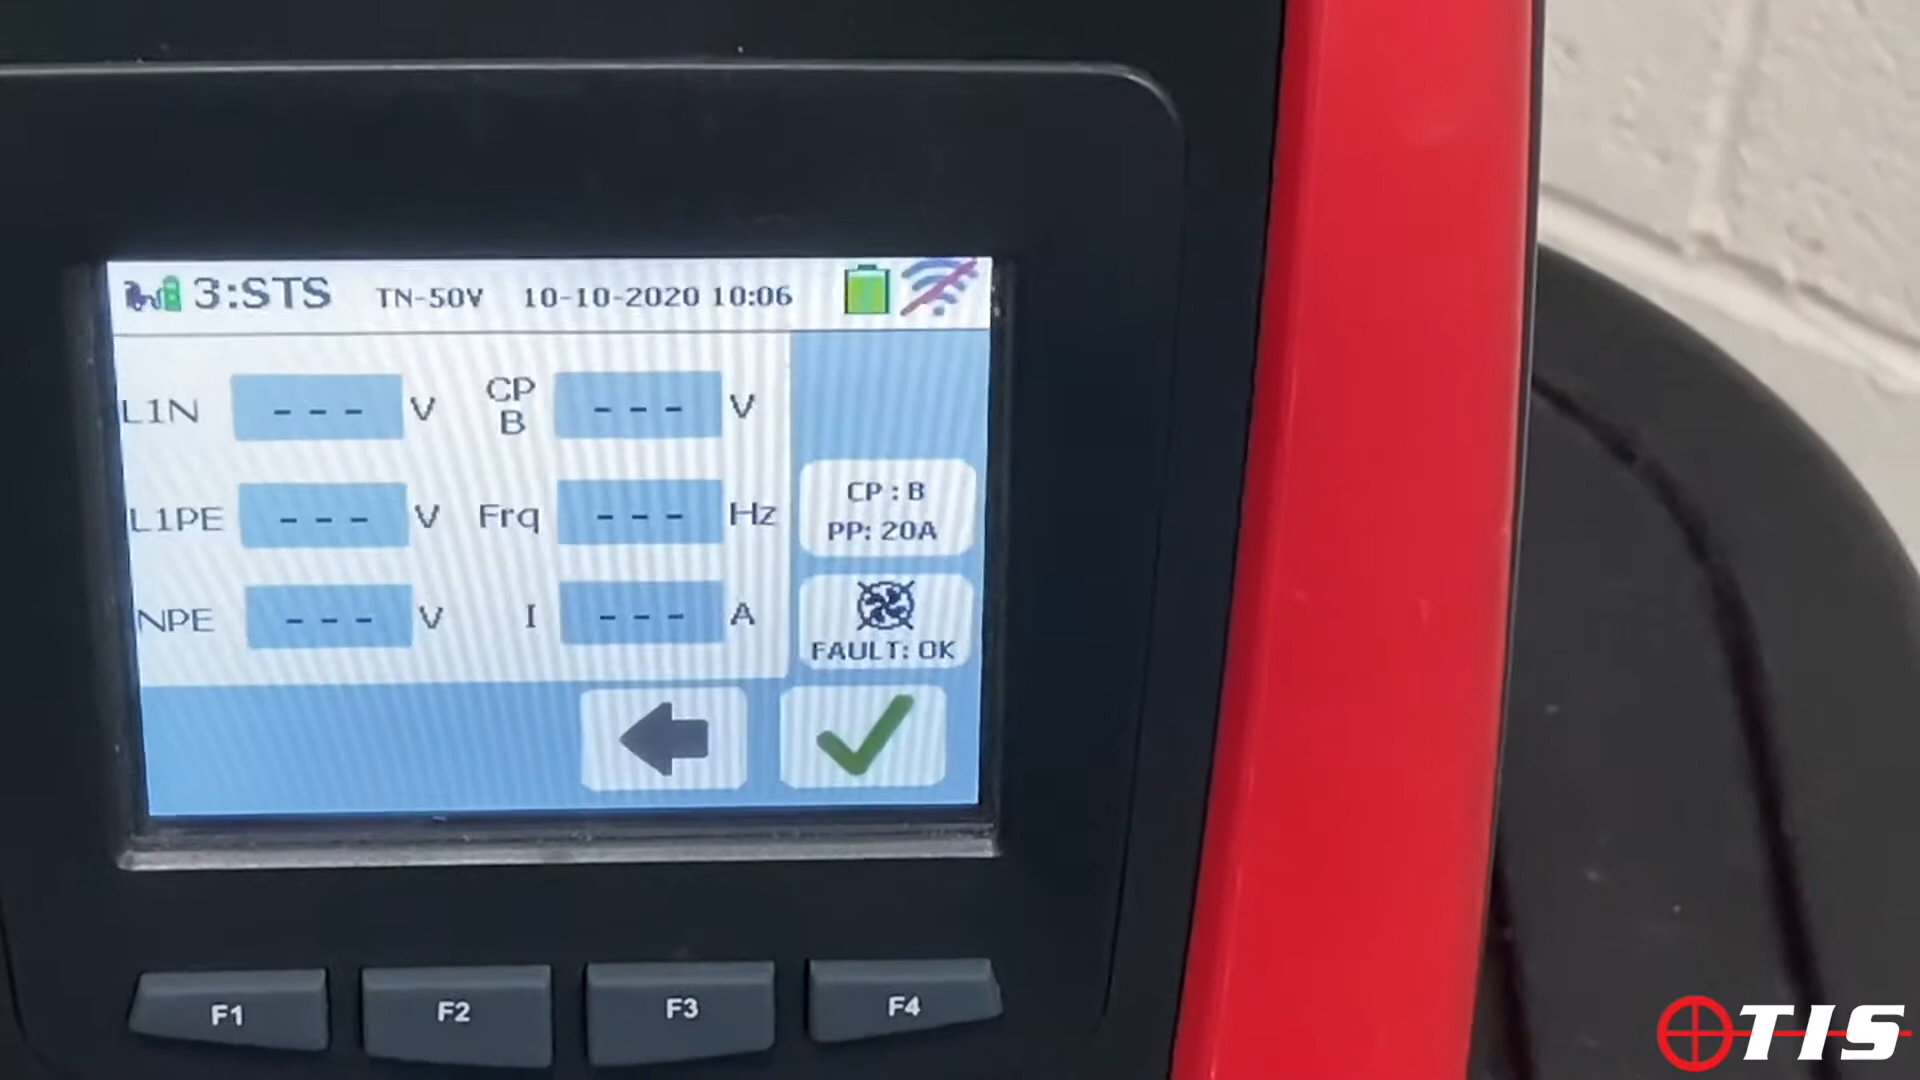 3:STS TN-50V 10-10-2020 10:06
L1N --- V CP B --- V
L1PE --- V Frq --- Hz
NPE --- V I --- A
CP : B
PP: 20A
FAULT: OK
F1 F2 F3 F4
TIS